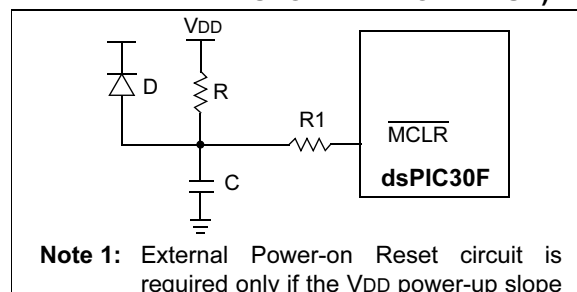 VDD
D
R
R1
MCLR
C
dsPIC30F
Note 1: External Power-on Reset circuit is
required only if the VDD power-up slope